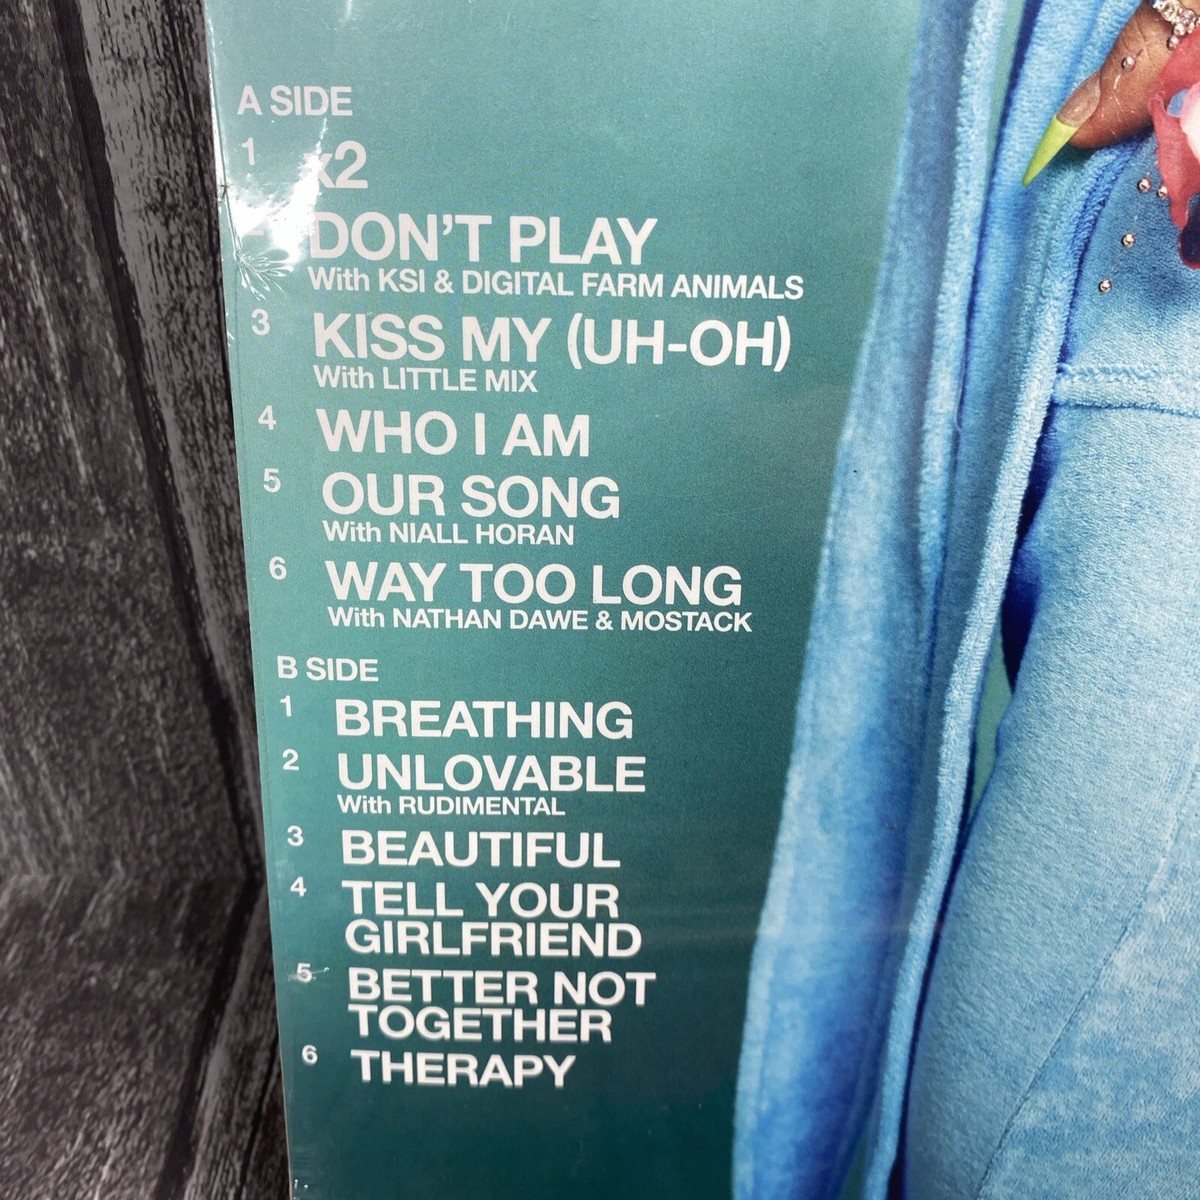 A SIDE
1 x2
DON'T PLAY
With KSI & DIGITAL FARM ANIMALS
3 KISS MY (UH-OH)
With LITTLE MIX
4 WHO I AM
5 OUR SONG
With NIALL HORAN
6 WAY TOO LONG
With NATHAN DAWE & MOSTACK
B SIDE
1 BREATHING
2 UNLOVABLE
With RUDIMENTAL
3 BEAUTIFUL
4 TELL YOUR
GIRLFRIEND
5 BETTER NOT
TOGETHER
6 THERAPY